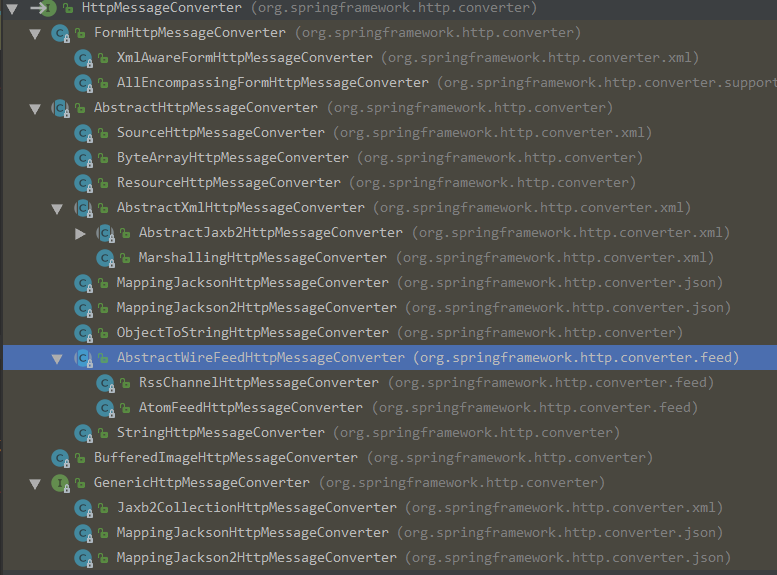 HttpMessageConverter (org.springframework.http.converter)
FormHttpMessageConverter (org.springframework.http.converter)
XmlAwareFormHttpMessageConverter (org.springframework.http.converter.xml)
AllEncompassingFormHttpMessageConverter (org.springframework.http.converter.support
AbstractHttpMessageConverter (org.springframework.http.converter)
SourceHttpMessageConverter (org.springframework.http.converter.xml)
ByteArrayHttpMessageConverter (org.springframework.http.converter)
ResourceHttpMessageConverter (org.springframework.http.converter)
AbstractXmlHttpMessageConverter (org.springframework.http.converter.xml)
AbstractJaxb2HttpMessageConverter (org.springframework.http.converter.xml)
MarshallingHttpMessageConverter (org.springframework.http.converter.xml)
MappingJacksonHttpMessageConverter (org.springframework.http.converter.json)
MappingJackson2HttpMessageConverter (org.springframework.http.converter.json)
ObjectToStringHttpMessageConverter (org.springframework.http.converter)
AbstractWireFeedHttpMessageConverter (org.springframework.http.converter.feed)
RssChannelHttpMessageConverter (org.springframework.http.converter.feed)
AtomFeedHttpMessageConverter (org.springframework.http.converter.feed)
StringHttpMessageConverter (org.springframework.http.converter)
BufferedImageHttpMessageConverter (org.springframework.http.converter)
GenericHttpMessageConverter (org.springframework.http.converter)
Jaxb2CollectionHttpMessageConverter (org.springframework.http.converter.xml)
MappingJacksonHttpMessageConverter (org.springframework.http.converter.json)
MappingJackson2HttpMessageConverter (org.springframework.http.converter.json)